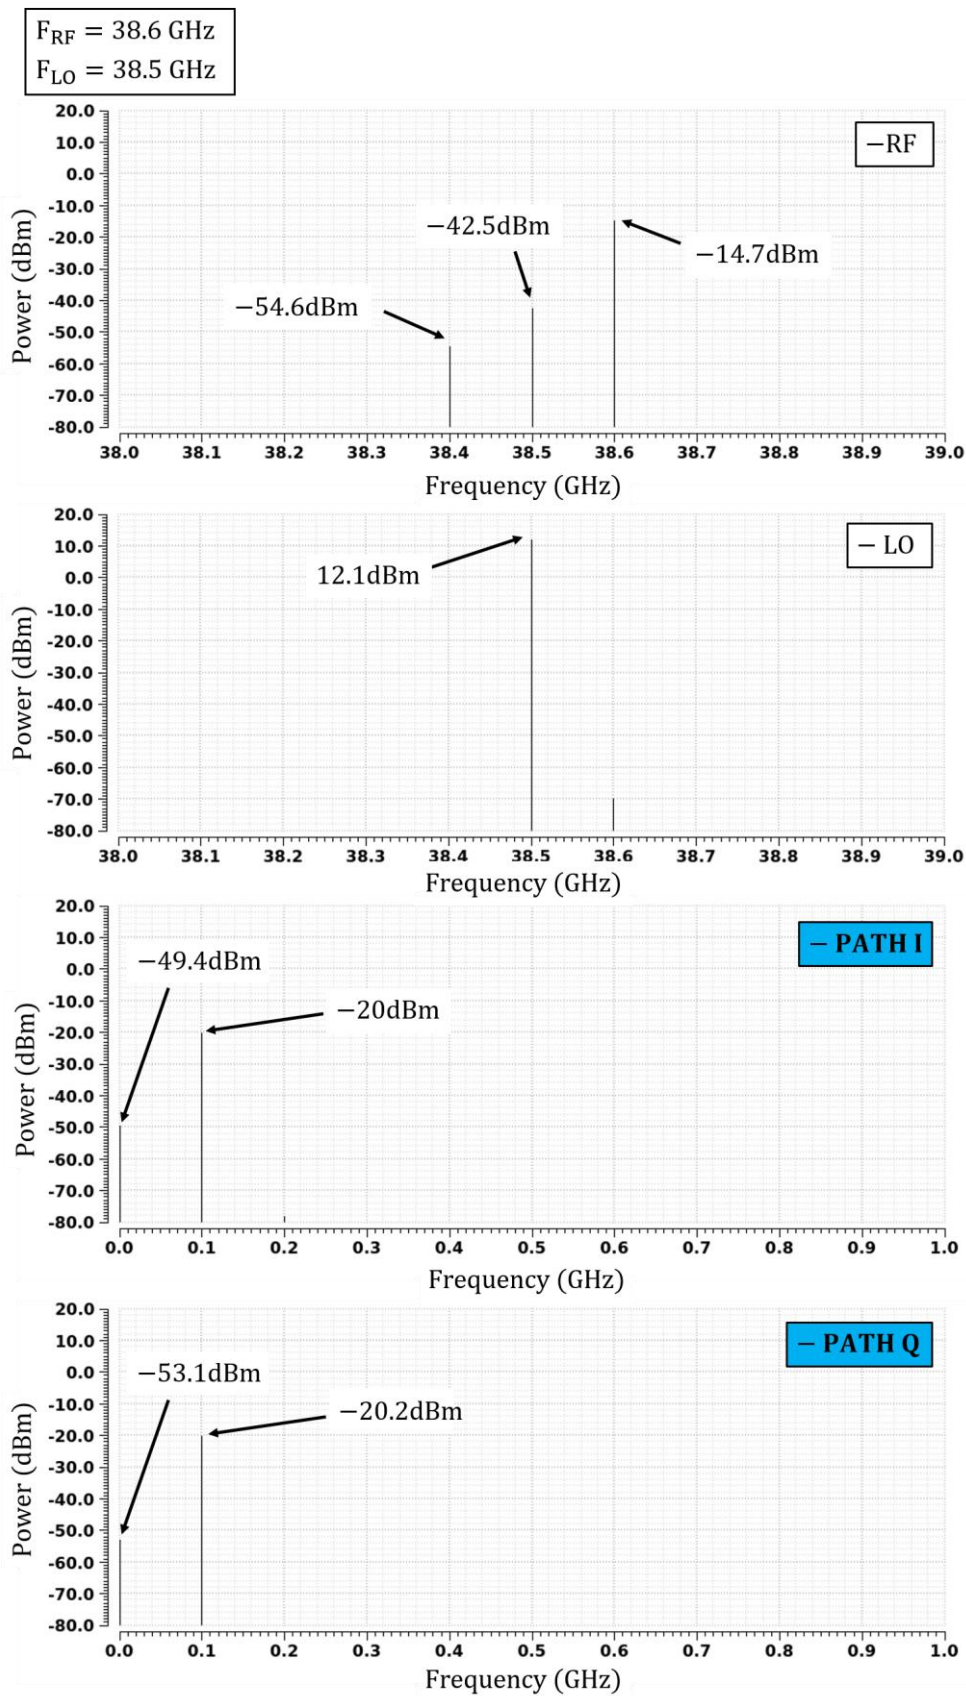 F_RF = 38.6 GHz
F_LO = 38.5 GHz
20.0
10.0
0.0
-10.0
-20.0
-30.0
-40.0
-50.0
-60.0
-70.0
-80.0
Power (dBm)
−RF
−42.5dBm
−14.7dBm
−54.6dBm
38.0 38.1 38.2 38.3 38.4 38.5 38.6 38.7 38.8 38.9 39.0
Frequency (GHz)
20.0
10.0
0.0
-10.0
-20.0
-30.0
-40.0
-50.0
-60.0
-70.0
-80.0
Power (dBm)
− LO
12.1dBm
38.0 38.1 38.2 38.3 38.4 38.5 38.6 38.7 38.8 38.9 39.0
Frequency (GHz)
20.0
10.0
0.0
-10.0
-20.0
-30.0
-40.0
-50.0
-60.0
-70.0
-80.0
Power (dBm)
− PATH I
−49.4dBm
−20dBm
0.0 0.1 0.2 0.3 0.4 0.5 0.6 0.7 0.8 0.9 1.0
Frequency (GHz)
20.0
10.0
0.0
-10.0
-20.0
-30.0
-40.0
-50.0
-60.0
-70.0
-80.0
Power (dBm)
− PATH Q
−53.1dBm
−20.2dBm
0.0 0.1 0.2 0.3 0.4 0.5 0.6 0.7 0.8 0.9 1.0
Frequency (GHz)